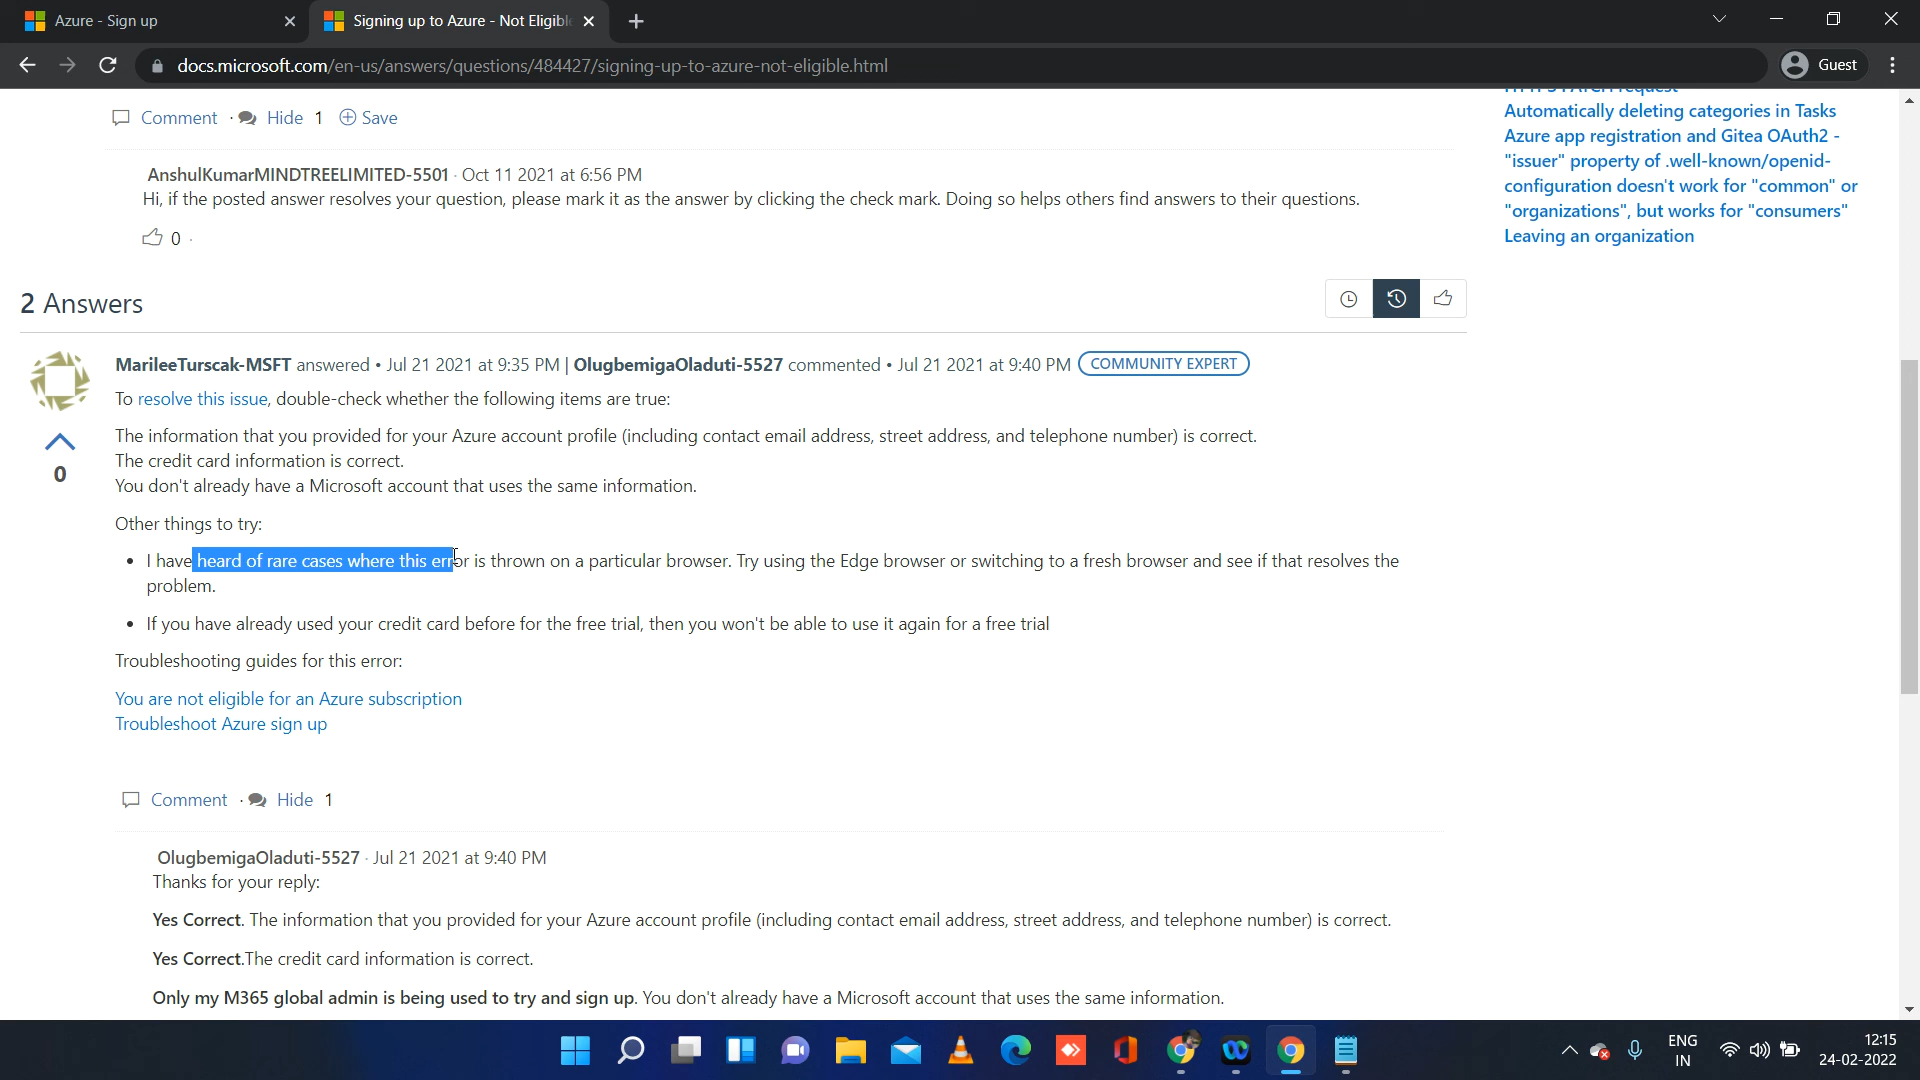 Azure - Sign up
Signing up to Azure - Not Eligibl
docs.microsoft.com/en-us/answers/questions/484427/signing-up-to-azure-not-eligible.html
Guest
Comment · Hide 1 Save
Automatically deleting categories in Tasks
Azure app registration and Gitea OAuth2 -
"issuer" property of .well-known/openid-
configuration doesn't work for "common" or
"organizations", but works for "consumers"
Leaving an organization
AnshulKumarMINDTREELIMITED-5501 · Oct 11 2021 at 6:56 PM
Hi, if the posted answer resolves your question, please mark it as the answer by clicking the check mark. Doing so helps others find answers to their questions.
0 ·
2 Answers
MarileeTurscak-MSFT answered • Jul 21 2021 at 9:35 PM | OlugbemigaOladuti-5527 commented • Jul 21 2021 at 9:40 PM COMMUNITY EXPERT
To resolve this issue, double-check whether the following items are true:
0
The information that you provided for your Azure account profile (including contact email address, street address, and telephone number) is correct.
The credit card information is correct.
You don't already have a Microsoft account that uses the same information.
Other things to try:
• I have heard of rare cases where this error is thrown on a particular browser. Try using the Edge browser or switching to a fresh browser and see if that resolves the
problem.
• If you have already used your credit card before for the free trial, then you won't be able to use it again for a free trial
Troubleshooting guides for this error:
You are not eligible for an Azure subscription
Troubleshoot Azure sign up
Comment · Hide 1
OlugbemigaOladuti-5527 · Jul 21 2021 at 9:40 PM
Thanks for your reply:
Yes Correct. The information that you provided for your Azure account profile (including contact email address, street address, and telephone number) is correct.
Yes Correct.The credit card information is correct.
Only my M365 global admin is being used to try and sign up. You don't already have a Microsoft account that uses the same information.
ENG
IN
12:15
24-02-2022